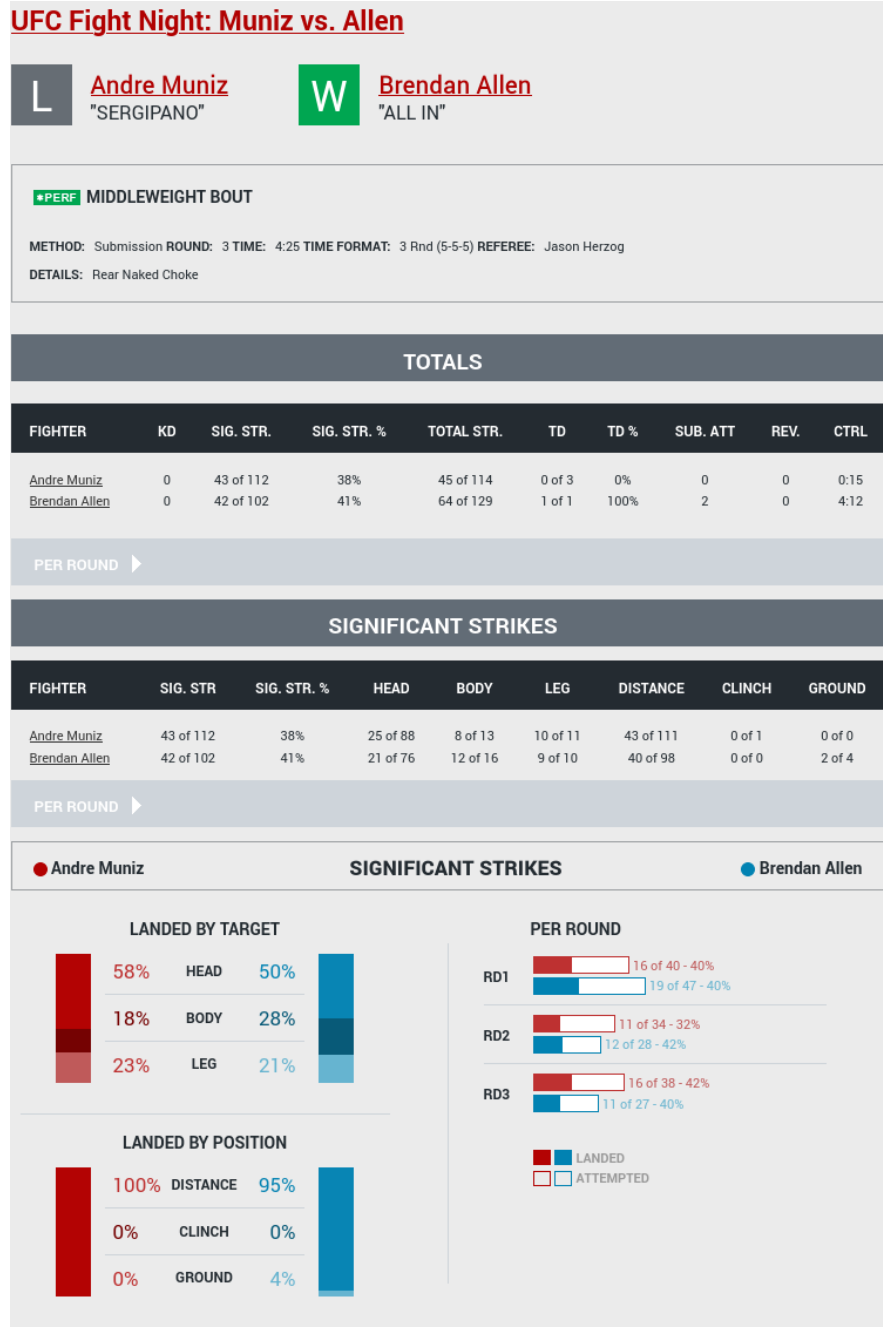 UFC Fight Night: Muniz vs. Allen
L Andre Muniz W Brendan Allen
"SERGIPANO" "ALL IN"
PERF MIDDLEWEIGHT BOUT
METHOD: Submission ROUND: 3 TIME: 4:25 TIME FORMAT: 3 Rnd (5-5-5) REFEREE: Jason Herzog
DETAILS: Rear Naked Choke
TOTALS
FIGHTER KD SIG. STR. SIG. STR. % TOTAL STR. TD TD % SUB. ATT REV. CTRL
Andre Muniz 0 43 of 112 38% 45 of 114 0 of 3 0% 0 0 0:15
Brendan Allen 0 42 of 102 41% 64 of 129 1 of 1 100% 2 0 4:12
PER ROUND
SIGNIFICANT STRIKES
FIGHTER SIG. STR SIG. STR. % HEAD BODY LEG DISTANCE CLINCH GROUND
Andre Muniz 43 of 112 38% 25 of 88 8 of 13 10 of 11 43 of 111 0 of 1 0 of 0
Brendan Allen 42 of 102 41% 21 of 76 12 of 16 9 of 10 40 of 98 0 of 0 2 of 4
PER ROUND
Andre Muniz SIGNIFICANT STRIKES Brendan Allen
LANDED BY TARGET
58% HEAD 50%
18% BODY 28%
23% LEG 21%
LANDED BY POSITION
100% DISTANCE 95%
0% CLINCH 0%
0% GROUND 4%
PER ROUND
RD1
16 of 40 - 40%
19 of 47 - 40%
RD2
11 of 34 - 32%
12 of 28 - 42%
RD3
16 of 38 - 42%
11 of 27 - 40%
LANDED
ATTEMPTED